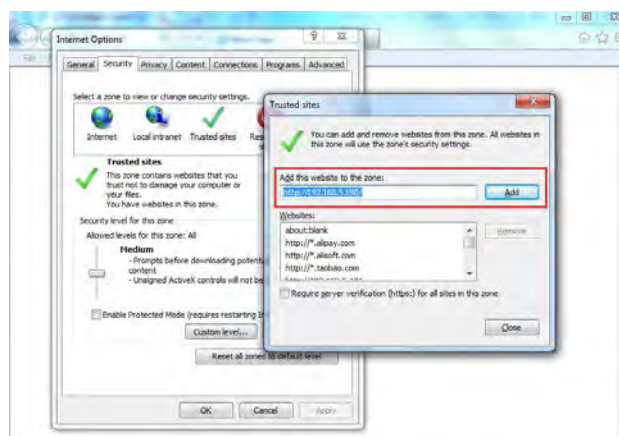 Internet Options
General Security Privacy Content Connections Programs Advanced
Select a zone to view or change security settings.
Internet Local intranet Trusted sites
Trusted sites
This zone contains websites that you
trust not to damage your computer or
your files.
You have websites in this zone.
Security level for this zone
Allowed levels for this zone: All
Medium
- Prompts before downloading
content
- Unsigned ActiveX controls will not be
Enable Protected Mode (requires restarting
Custom level...
Reset all zones to default level
OK Cancel Apply
Trusted sites
You can add and remove websites from this zone. All websites in
this zone will use the zone's security settings.
Add this website to the zone:
Add
Websites:
about:blank
http://*.alipay.com
http://*.alisoft.com
http://*.taobao.com
Remove
Require server verification (https:) for all sites in this zone
Close